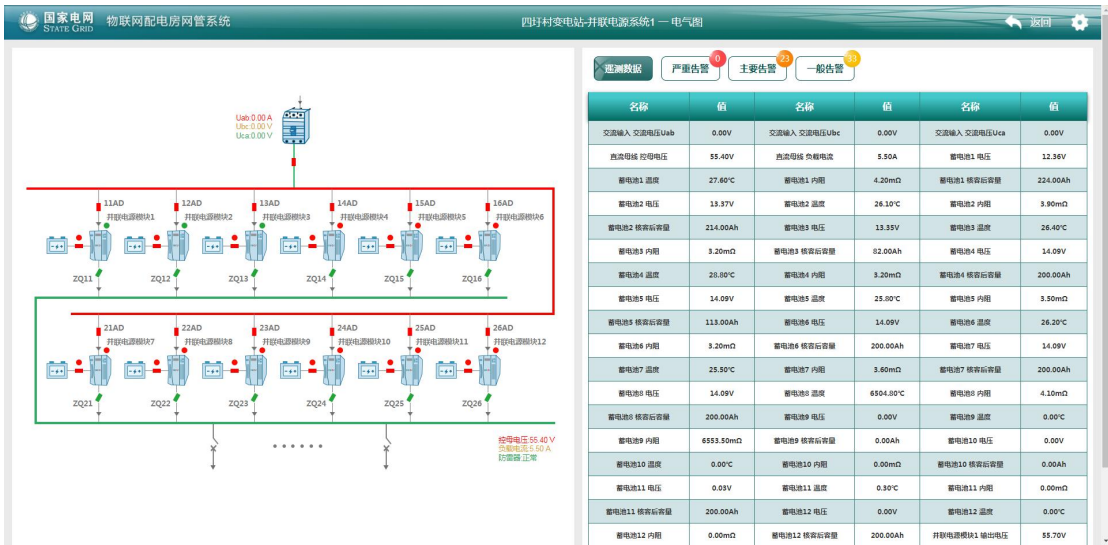 国家电网 物联网配电房网管系统 四圩村变电站-并联电源系统1 — 电气图 返回
STATE GRID
巡测数据 严重告警 0 主要告警 23 一般告警 33
Uab:0.00 A
Ubc:0.00 V
Uca:0.00 V
11AD 12AD 13AD 14AD 15AD 16AD
并联电源模块1 并联电源模块2 并联电源模块3 并联电源模块4 并联电源模块5 并联电源模块6
ZQ11 ZQ12 ZQ13 ZQ14 ZQ15 ZQ16
21AD 22AD 23AD 24AD 25AD 26AD
并联电源模块7 并联电源模块8 并联电源模块9 并联电源模块10 并联电源模块11 并联电源模块12
ZQ21 ZQ22 ZQ23 ZQ24 ZQ25 ZQ26
控母电压:55.40 V
负载电流:5.50 A
防雷器:正常
名称 值 名称 值 名称 值
交流输入 交流电压Uab 0.00V 交流输入 交流电压Ubc 0.00V 交流输入 交流电压Uca 0.00V
直流母线 控母电压 55.40V 直流母线 负载电流 5.50A 蓄电池1 电压 12.36V
蓄电池1 温度 27.60℃ 蓄电池1 内阻 4.20mΩ 蓄电池1 核容后容量 224.00Ah
蓄电池2 电压 13.37V 蓄电池2 温度 26.10℃ 蓄电池2 内阻 3.90mΩ
蓄电池2 核容后容量 214.00Ah 蓄电池3 电压 13.35V 蓄电池3 温度 26.40℃
蓄电池3 内阻 3.20mΩ 蓄电池3 核容后容量 82.00Ah 蓄电池4 电压 14.09V
蓄电池4 温度 28.80℃ 蓄电池4 内阻 3.20mΩ 蓄电池4 核容后容量 200.00Ah
蓄电池5 电压 14.09V 蓄电池5 温度 25.80℃ 蓄电池5 内阻 3.50mΩ
蓄电池5 核容后容量 113.00Ah 蓄电池6 电压 14.09V 蓄电池6 温度 26.20℃
蓄电池6 内阻 3.20mΩ 蓄电池6 核容后容量 200.00Ah 蓄电池7 电压 14.09V
蓄电池7 温度 25.50℃ 蓄电池7 内阻 3.60mΩ 蓄电池7 核容后容量 200.00Ah
蓄电池8 电压 14.09V 蓄电池8 温度 6504.80℃ 蓄电池8 内阻 4.10mΩ
蓄电池8 核容后容量 200.00Ah 蓄电池9 电压 0.00V 蓄电池9 温度 0.00℃
蓄电池9 内阻 6553.50mΩ 蓄电池9 核容后容量 0.00Ah 蓄电池10 电压 0.00V
蓄电池10 温度 0.00℃ 蓄电池10 内阻 0.00mΩ 蓄电池10 核容后容量 0.00Ah
蓄电池11 电压 0.03V 蓄电池11 温度 0.30℃ 蓄电池11 内阻 0.00mΩ
蓄电池11 核容后容量 200.00Ah 蓄电池12 电压 0.00V 蓄电池12 温度 0.00℃
蓄电池12 内阻 0.00mΩ 蓄电池12 核容后容量 200.00Ah 并联电源模块1 输出电压 55.70V